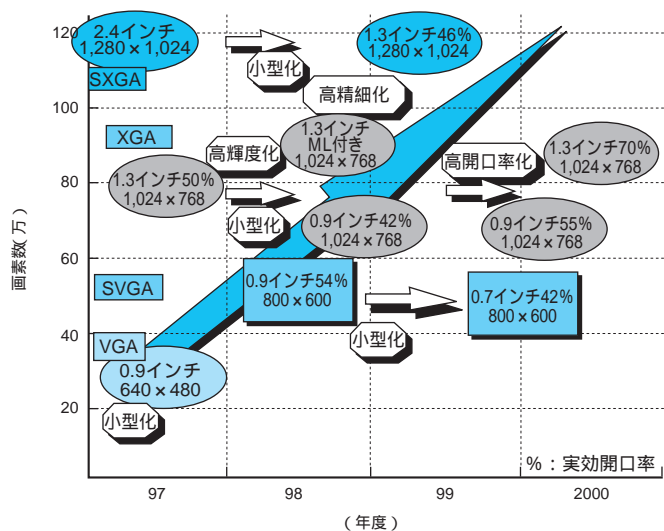 120
2.4インチ
1,280×1,024
小型化
1.3インチ46%
1,280×1,024
SXGA
高精細化
100
XGA
高輝度化
1.3インチ
ML付き
1,024×768
高開口率化
1.3インチ70%
1,024×768
1.3インチ50%
1,024×768
80
小型化
0.9インチ42%
1,024×768
0.9インチ55%
1,024×768
画素数(万)
60
SVGA
0.9インチ54%
800×600
0.7インチ42%
800×600
40
小型化
VGA
0.9インチ
640×480
20
小型化
%：実効開口率
97
98
99
2000
(年度)